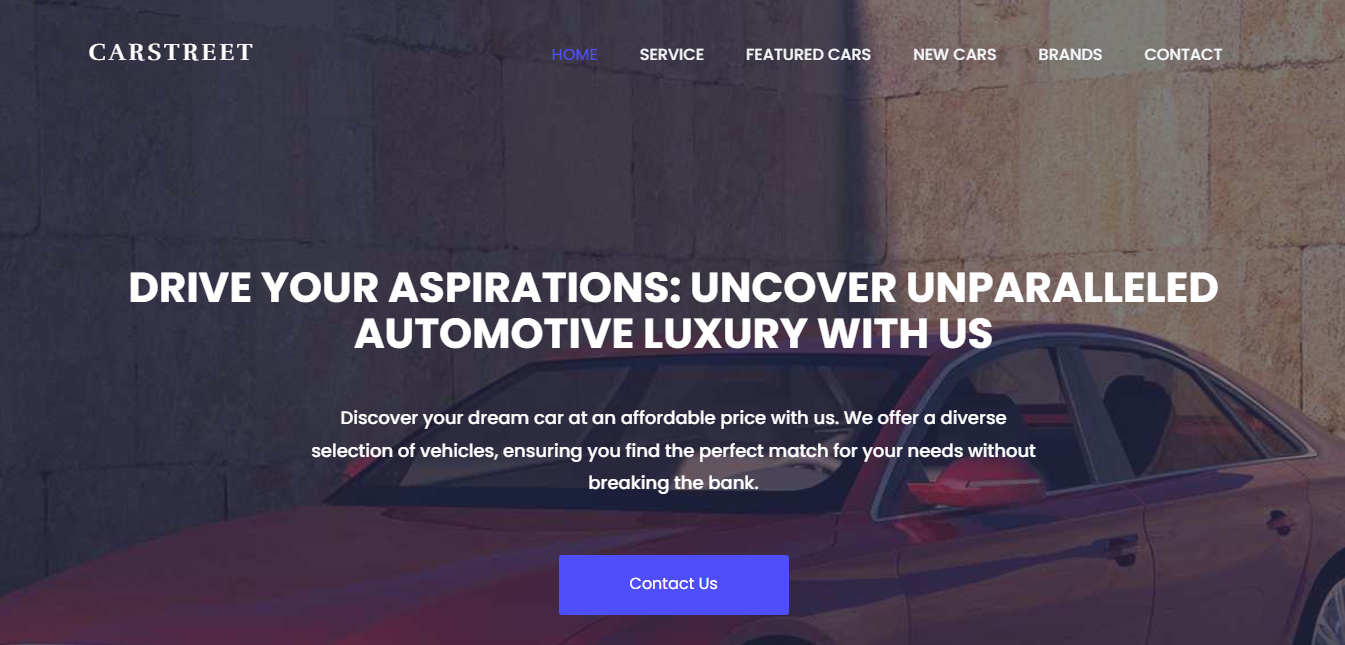 CARSTREET
HOME SERVICE FEATURED CARS NEW CARS BRANDS CONTACT
DRIVE YOUR ASPIRATIONS: UNCOVER UNPARALLELED
AUTOMOTIVE LUXURY WITH US
Discover your dream car at an affordable price with us. We offer a diverse
selection of vehicles, ensuring you find the perfect match for your needs without
breaking the bank.
Contact Us